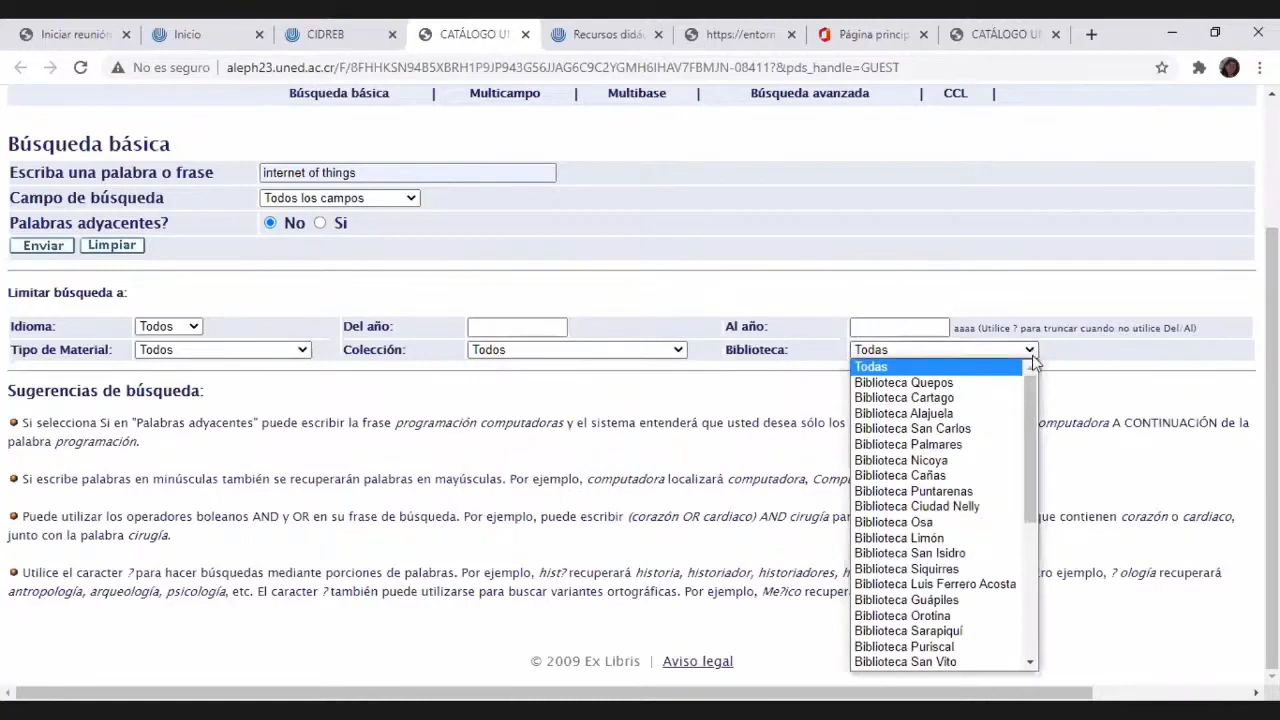 Iniciar reunión
Inicio
CIDREB
CATÁLOGO U
Recursos didá
https://entorn
Página princip
CATÁLOGO U
No es seguro | aleph23.uned.ac.cr/F/8FHHKSN94B5XBRH1P9JP943G56JJAG6C9C2YGMH6IHAV7FBMJN-08411?&pds_handle=GUEST
Búsqueda básica | Multicampo | Multibase | Búsqueda avanzada | CCL |
Búsqueda básica
Escriba una palabra o frase internet of things
Campo de búsqueda Todos los campos
Palabras adyacentes? No Si
Enviar Limpiar
Limitar búsqueda a:
Idioma: Todos Del año: Al año: aaaa (Utilice ? para truncar cuando no utilice Del/Al)
Tipo de Material: Todos Colección: Todos Biblioteca: Todas
Todas
Biblioteca Quepos
Biblioteca Cartago
Biblioteca Alajuela
Biblioteca San Carlos
Biblioteca Palmares
Biblioteca Nicoya
Biblioteca Cañas
Biblioteca Puntarenas
Biblioteca Ciudad Nelly
Biblioteca Osa
Biblioteca Limón
Biblioteca San Isidro
Biblioteca Siquirres
Biblioteca Luis Ferrero Acosta
Biblioteca Guápiles
Biblioteca Orotina
Biblioteca Sarapiquí
Biblioteca Puriscal
Biblioteca San Vito
Sugerencias de búsqueda:
Si selecciona Si en "Palabras adyacentes" puede escribir la frase programación computadoras y el sistema entenderá que usted desea sólo los omputadora A CONTINUACIÓN de la
palabra programación.
Si escribe palabras en minúsculas también se recuperarán palabras en mayúsculas. Por ejemplo, computadora localizará computadora, Comp
Puede utilizar los operadores boleanos AND y OR en su frase de búsqueda. Por ejemplo, puede escribir (corazón OR cardiaco) AND cirugía par que contienen corazón o cardiaco,
junto con la palabra cirugía.
Utilice el caracter ? para hacer búsquedas mediante porciones de palabras. Por ejemplo, hist? recuperará historia, historiador, historiadores, h ro ejemplo, ? ología recuperará
antropología, arqueología, psicología, etc. El caracter ? también puede utilizarse para buscar variantes ortográficas. Por ejemplo, Me?ico recuper
© 2009 Ex Libris | Aviso legal